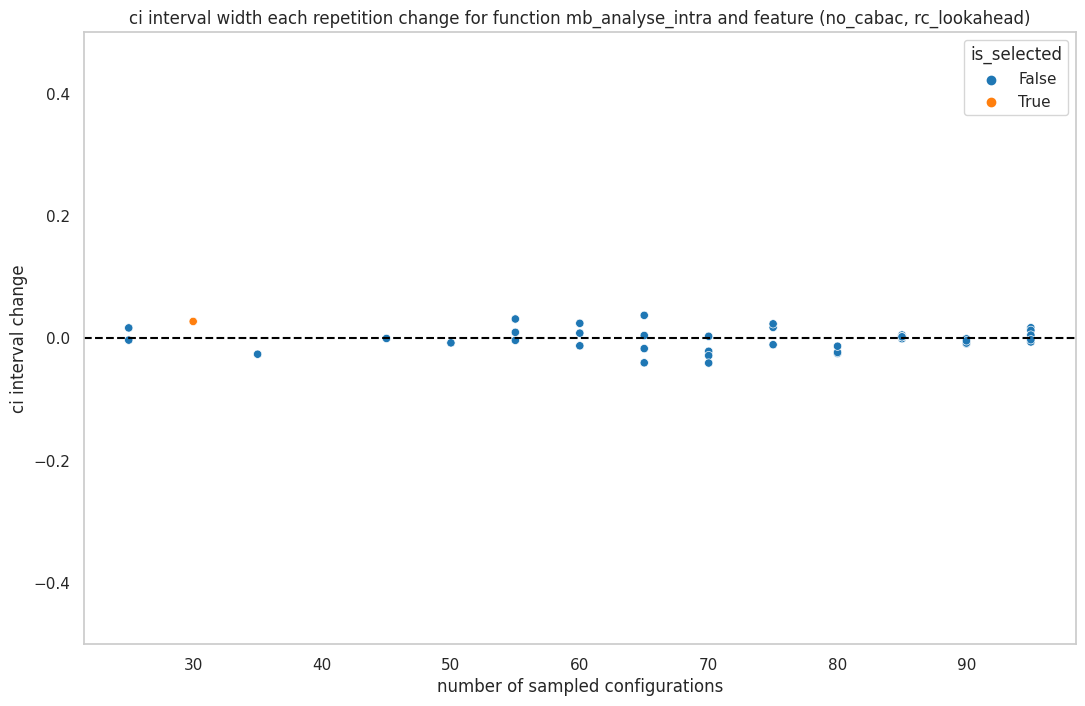 ci interval width each repetition change for function mb_analyse_intra and feature (no_cabac, rc_lookahead)
is_selected
False
True
ci interval change
0.4
0.2
0.0
−0.2
−0.4
30 40 50 60 70 80 90
number of sampled configurations